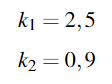 k₁ = 2,5
k₂ = 0,9